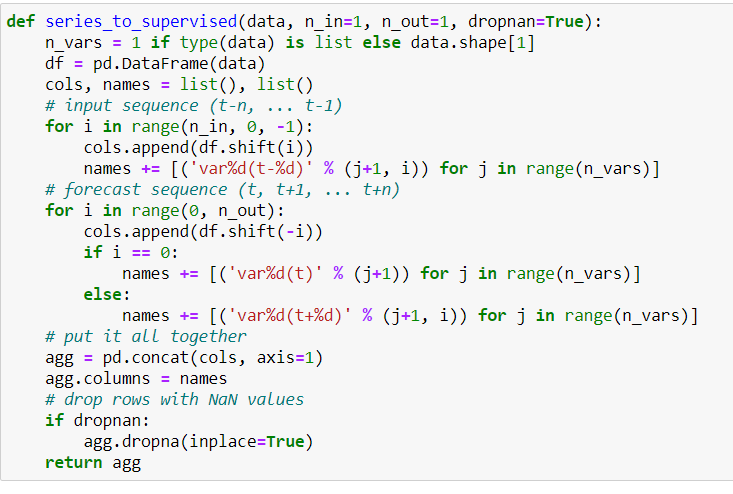 def series_to_supervised(data, n_in=1, n_out=1, dropnan=True):
    n_vars = 1 if type(data) is list else data.shape[1]
    df = pd.DataFrame(data)
    cols, names = list(), list()
    # input sequence (t-n, ... t-1)
    for i in range(n_in, 0, -1):
        cols.append(df.shift(i))
        names += [('var%d(t-%d)' % (j+1, i)) for j in range(n_vars)]
    # forecast sequence (t, t+1, ... t+n)
    for i in range(0, n_out):
        cols.append(df.shift(-i))
        if i == 0:
            names += [('var%d(t)' % (j+1)) for j in range(n_vars)]
        else:
            names += [('var%d(t+%d)' % (j+1, i)) for j in range(n_vars)]
    # put it all together
    agg = pd.concat(cols, axis=1)
    agg.columns = names
    # drop rows with NaN values
    if dropnan:
        agg.dropna(inplace=True)
    return agg